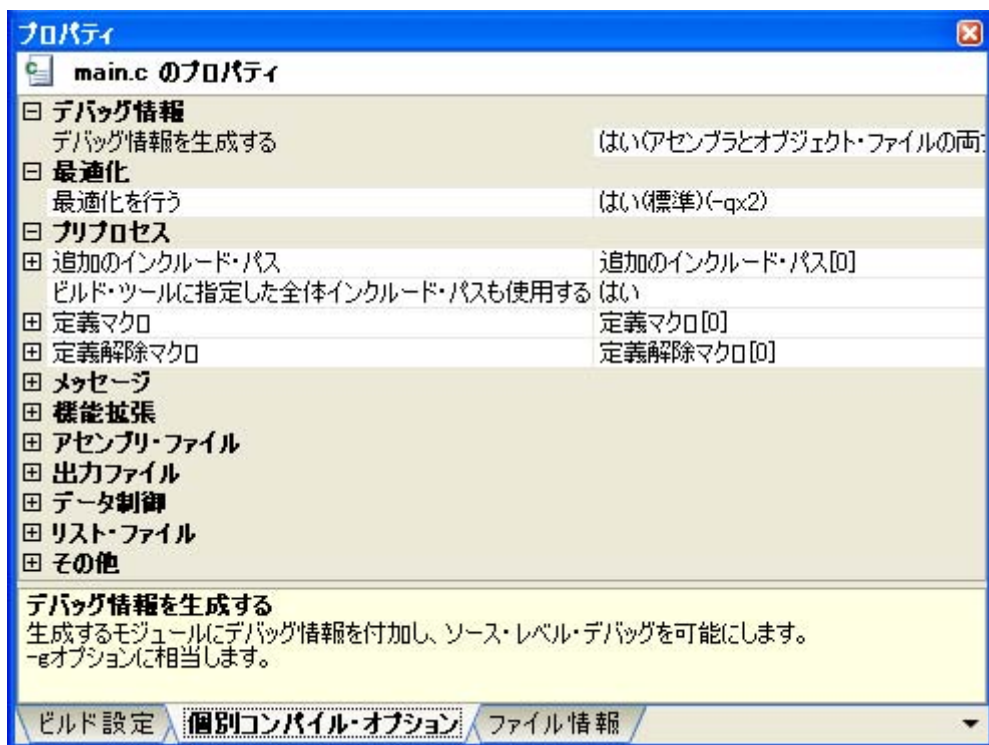 プロパティ
main.c のプロパティ
デバッグ情報
デバッグ情報を生成する はい(アセンブラとオブジェクト・ファイルの両
最適化
最適化を行う はい(標準)(-qx2)
プリプロセス
追加のインクルード・パス 追加のインクルード・パス[0]
ビルド・ツールに指定した全体インクルード・パスも使用する はい
定義マクロ 定義マクロ[0]
定義解除マクロ 定義解除マクロ[0]
メッセージ
機能拡張
アセンブリ・ファイル
出力ファイル
データ制御
リスト・ファイル
その他
デバッグ情報を生成する
生成するモジュールにデバッグ情報を付加し、ソース・レベル・デバッグを可能にします。
-gオプションに相当します。
ビルド設定 個別コンパイル・オプション ファイル情報